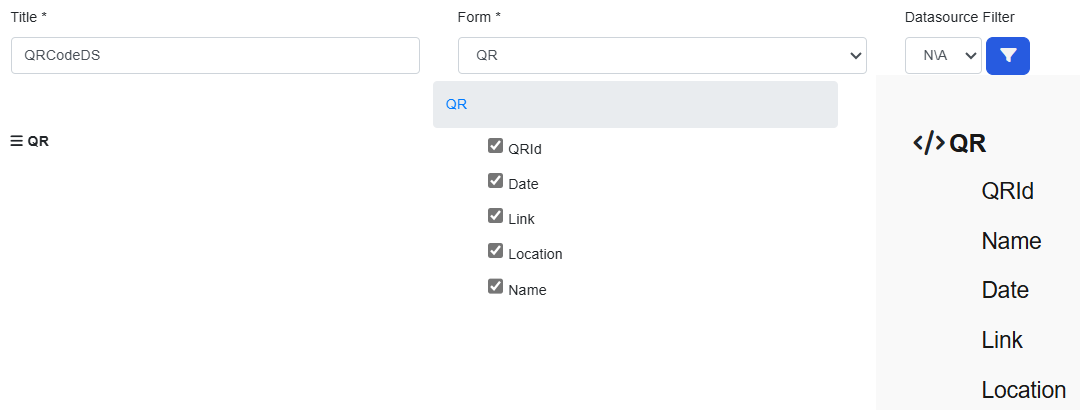 Title *
Form *
Datasource Filter
QRCodeDS
QR
N\A
QR
QR
QRId
Date
Link
Location
Name
QR
QRId
Name
Date
Link
Location